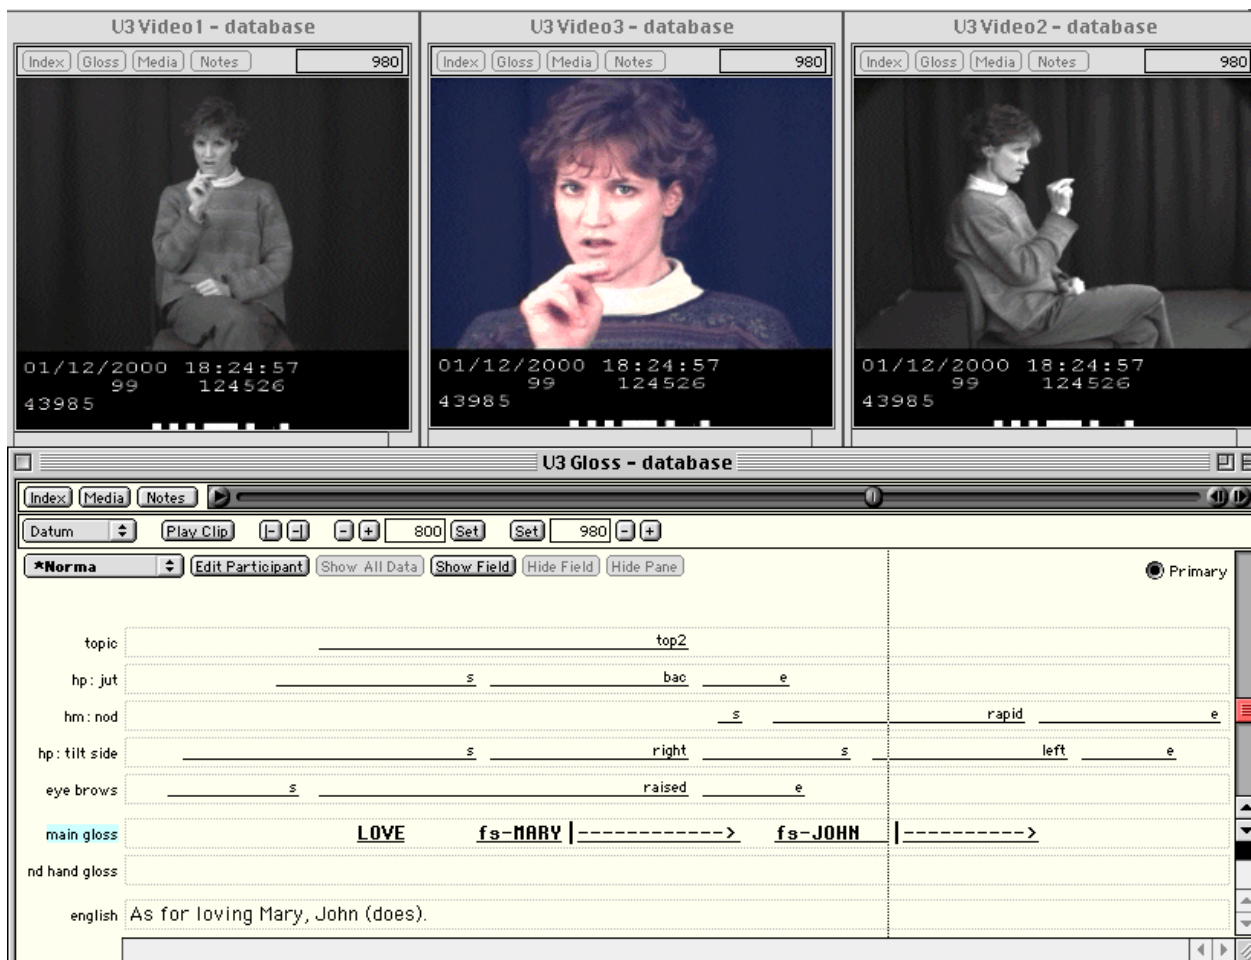 U3 Video1 - database U3 Video3 - database U3 Video2 - database
Index Gloss Media Notes 980 Index Gloss Media Notes 980 Index Gloss Media Notes 980
01/12/2000 18:24:57 01/12/2000 18:24:57 01/12/2000 18:24:57
99 124526 99 124526 99 124526
43985 43985 43985
U3 Gloss - database
Index Media Notes
Datum Play Clip |- -| - + 800 Set Set 980 - +
*Norma Edit Participant Show All Data Show Field Hide Field Hide Pane Primary
topic top2
hp: jut s bac e
hm: nod s rapid e
hp: tilt side s right s left e
eye brows s raised e
main gloss LOVE fs-MARY |------------> fs-JOHN |---------->
nd hand gloss
english As for loving Mary, John (does).